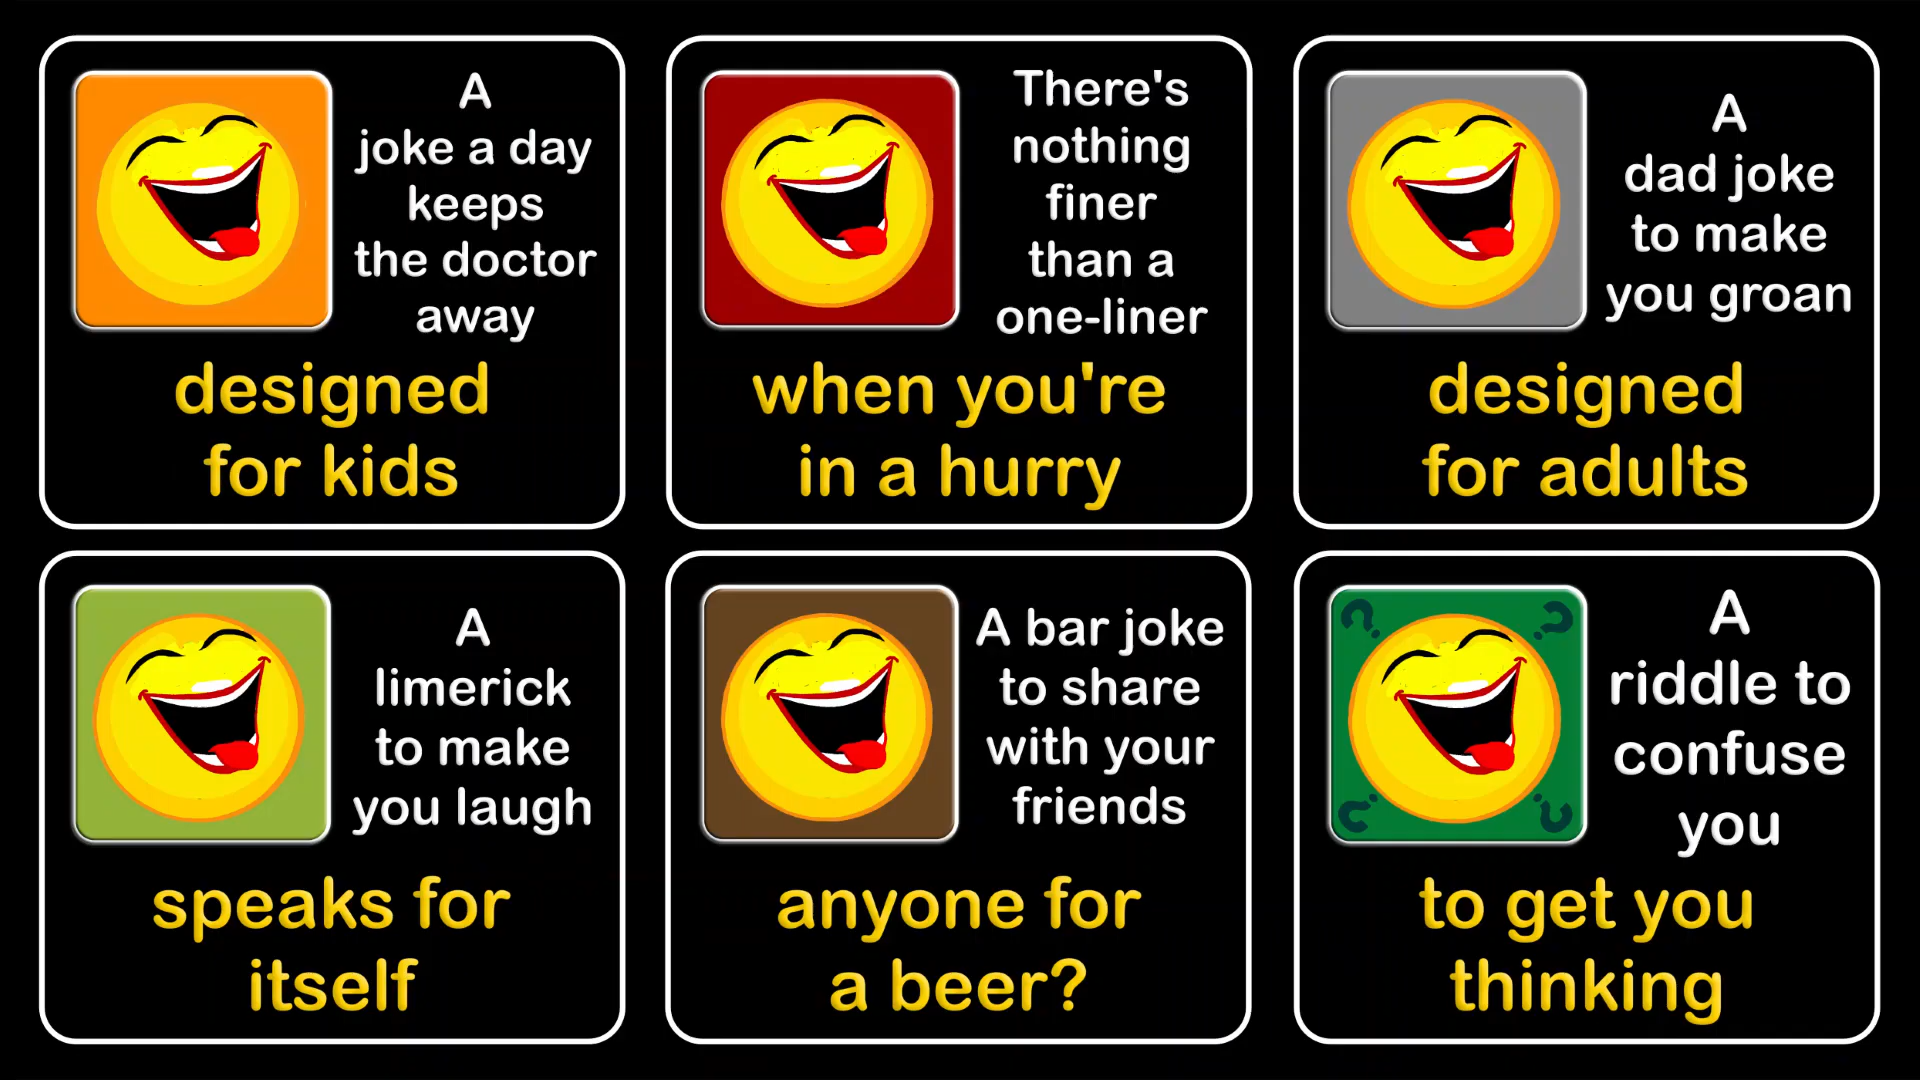 A
joke a day
keeps
the doctor
away
designed
for kids
There's
nothing
finer
than a
one-liner
when you're
in a hurry
A
dad joke
to make
you groan
designed
for adults
A
limerick
to make
you laugh
speaks for
itself
A bar joke
to share
with your
friends
anyone for
a beer?
? ?
? ?
A
riddle to
confuse
you
to get you
thinking